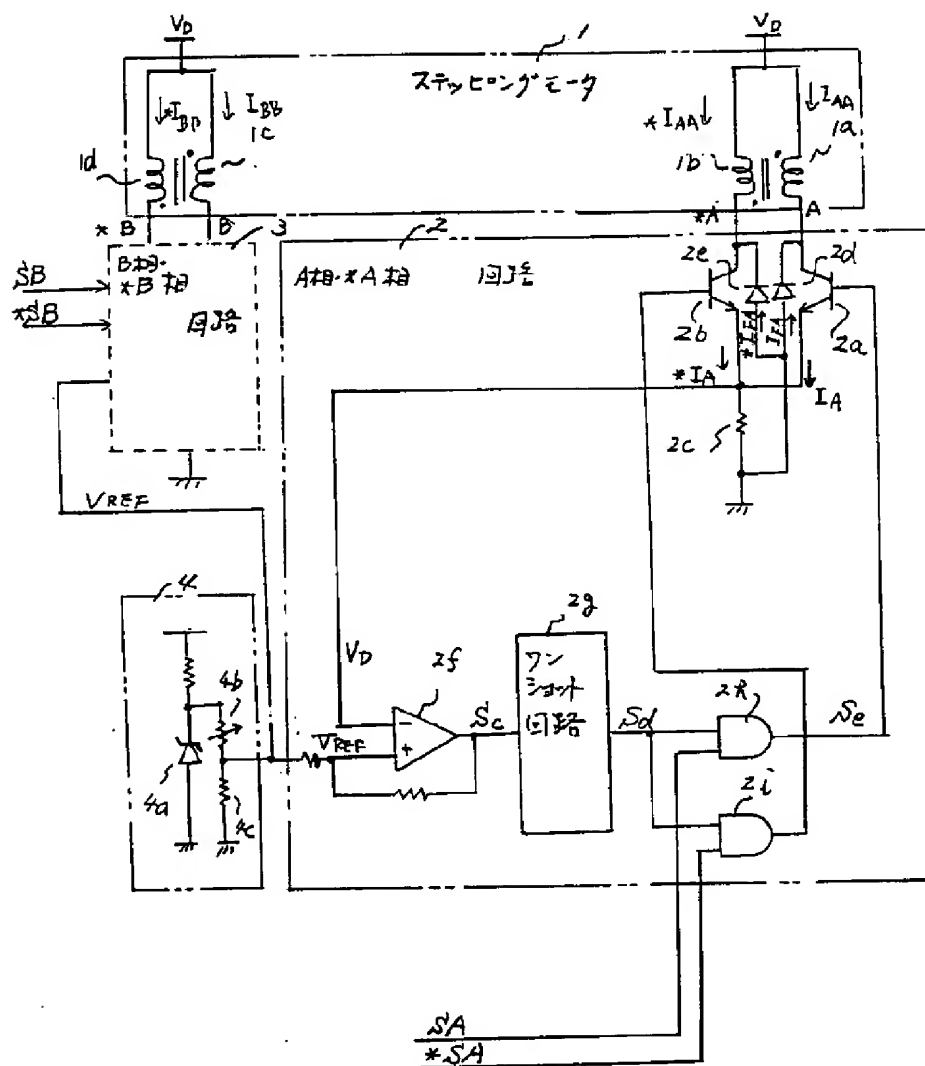 VD
VD
1
ステッピングモータ
*IBB
IBB
1c
1d
*IAA
IAA
1b
1a
*B
B
*A
A
3
2
SB
*SB
B相・
*B相
回路
A相・*A相 回路
2e
2d
2b
2a
*IFA
IFA
*IA
IA
2c
VREF
4
4b
4a
4c
VD
2f
VREF
Sc
2g
ワン
ショット
回路
Sd
2h
Se
2i
SA
*SA